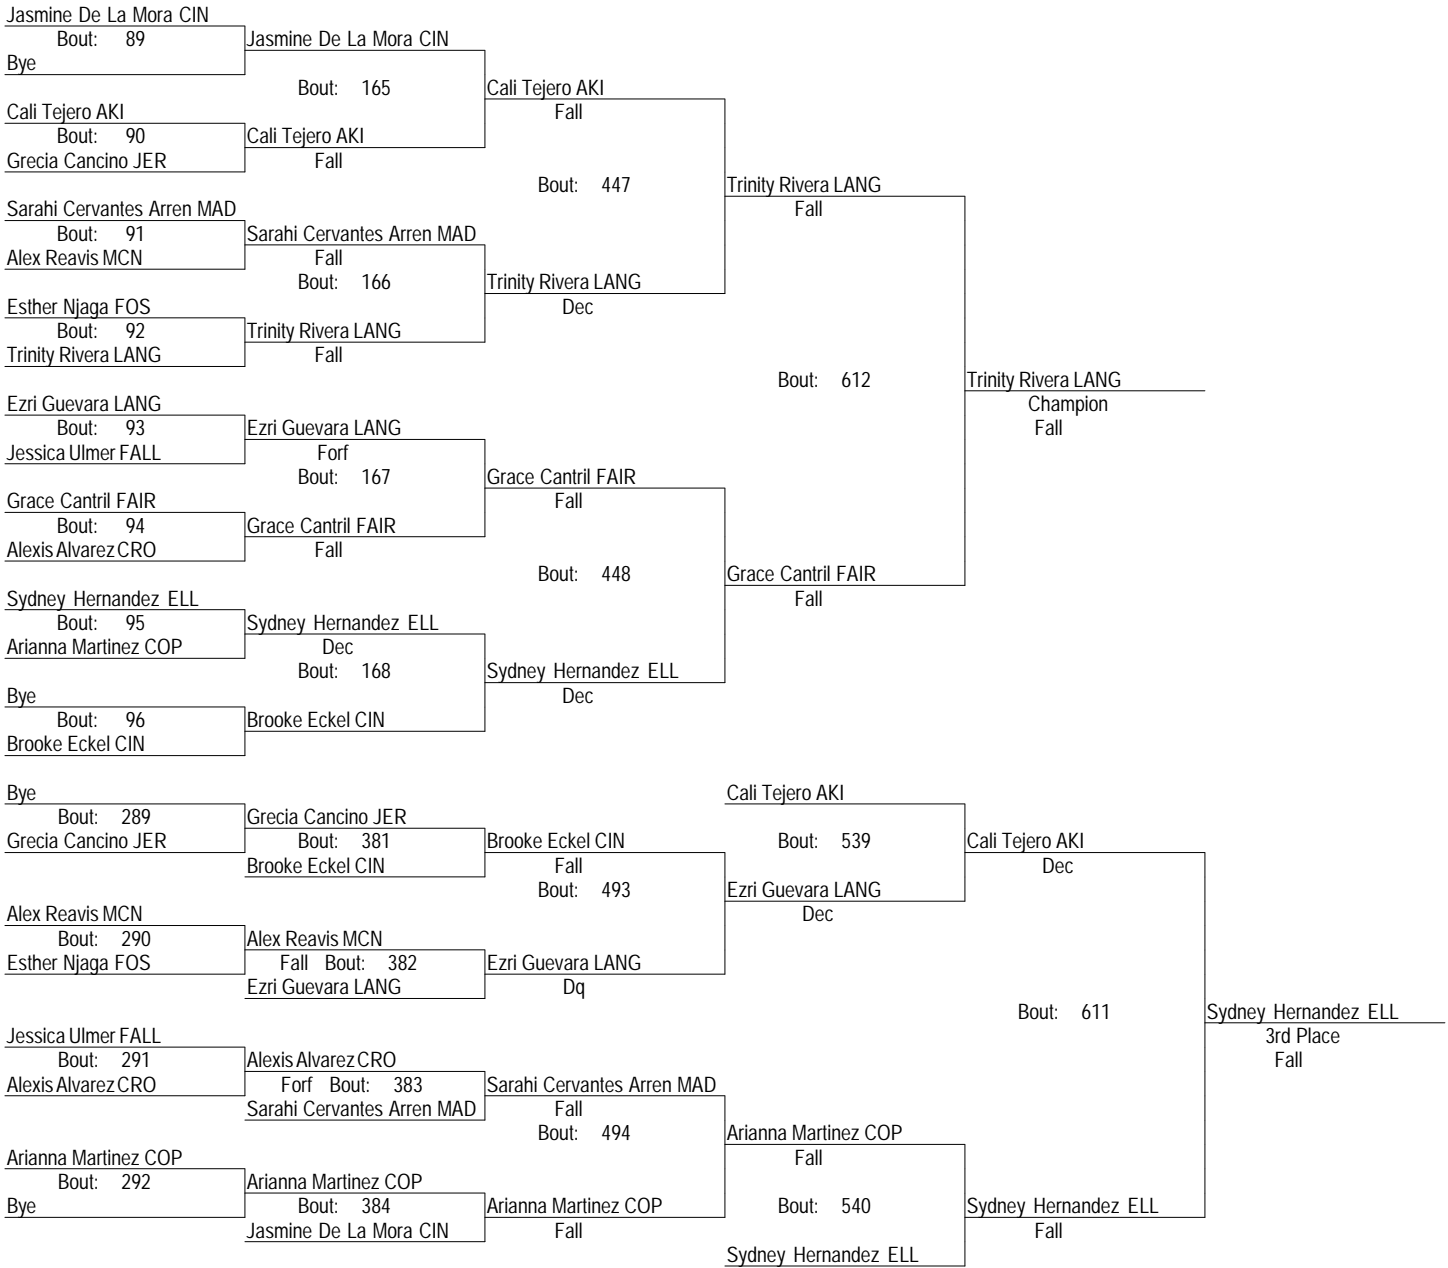 Jasmine De La Mora CIN
Bout: 89
Jasmine De La Mora CIN
Bye
Bout: 165
Cali Tejero AKI
Cali Tejero AKI
Fall
Bout: 90
Cali Tejero AKI
Grecia Cancino JER
Fall
Bout: 447
Trinity Rivera LANG
Sarahi Cervantes Arren MAD
Fall
Bout: 91
Sarahi Cervantes Arren MAD
Alex Reavis MCN
Fall
Bout: 166
Trinity Rivera LANG
Esther Njaga FOS
Dec
Bout: 92
Trinity Rivera LANG
Trinity Rivera LANG
Fall
Bout: 612
Trinity Rivera LANG
Ezri Guevara LANG
Champion
Bout: 93
Ezri Guevara LANG
Fall
Jessica Ulmer FALL
Forf
Bout: 167
Grace Cantril FAIR
Grace Cantril FAIR
Fall
Bout: 94
Grace Cantril FAIR
Alexis Alvarez CRO
Fall
Bout: 448
Grace Cantril FAIR
Sydney Hernandez ELL
Fall
Bout: 95
Sydney Hernandez ELL
Arianna Martinez COP
Dec
Bout: 168
Sydney Hernandez ELL
Bye
Dec
Bout: 96
Brooke Eckel CIN
Brooke Eckel CIN
Bye
Cali Tejero AKI
Bout: 289
Grecia Cancino JER
Grecia Cancino JER
Bout: 381
Brooke Eckel CIN
Bout: 539
Cali Tejero AKI
Brooke Eckel CIN
Fall
Dec
Bout: 493
Ezri Guevara LANG
Alex Reavis MCN
Dec
Bout: 290
Alex Reavis MCN
Esther Njaga FOS
Fall Bout: 382
Ezri Guevara LANG
Ezri Guevara LANG
Dq
Bout: 611
Sydney Hernandez ELL
Jessica Ulmer FALL
3rd Place
Bout: 291
Alexis Alvarez CRO
Fall
Alexis Alvarez CRO
Forf Bout: 383
Sarahi Cervantes Arren MAD
Sarahi Cervantes Arren MAD
Fall
Bout: 494
Arianna Martinez COP
Arianna Martinez COP
Fall
Bout: 292
Arianna Martinez COP
Bye
Bout: 384
Arianna Martinez COP
Bout: 540
Sydney Hernandez ELL
Jasmine De La Mora CIN
Fall
Fall
Sydney Hernandez ELL